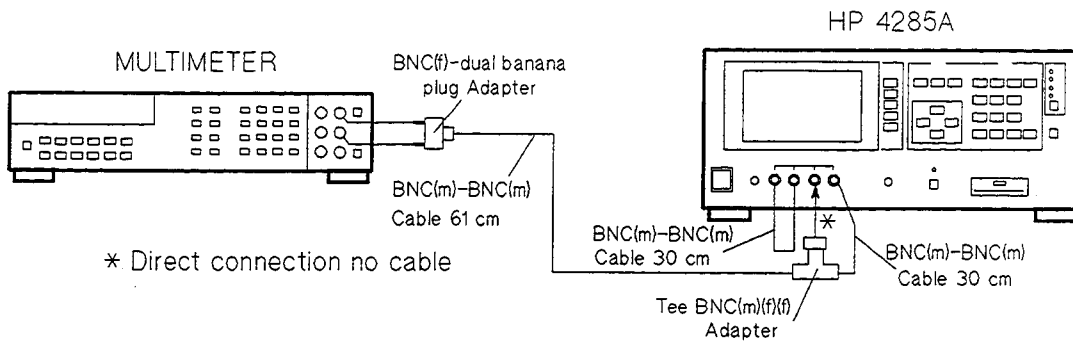 HP 4285A
MULTIMETER
BNC(f)-dual banana
plug Adapter
BNC(m)-BNC(m)
Cable 61 cm
* Direct connection no cable
BNC(m)-BNC(m)
Cable 30 cm
*
BNC(m)-BNC(m)
Cable 30 cm
Tee BNC(m)(f)(f)
Adapter